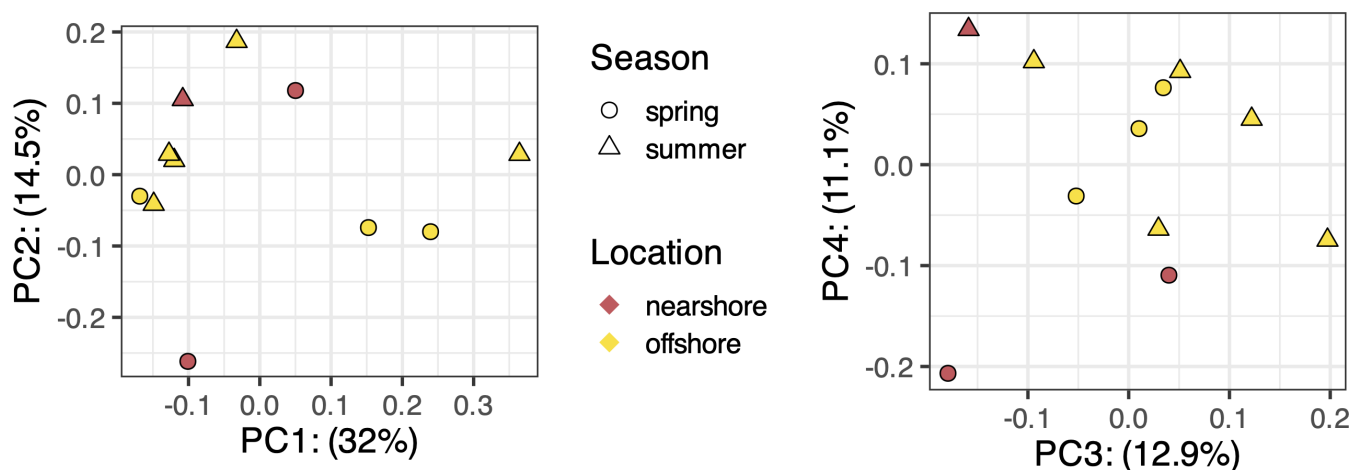 0.2
0.1
0.0
-0.1
-0.2
PC2: (14.5%)
-0.1 0.0 0.1 0.2 0.3
PC1: (32%)
Season
spring
summer
Location
nearshore
offshore
0.1
0.0
-0.1
-0.2
PC4: (11.1%)
-0.1 0.0 0.1 0.2
PC3: (12.9%)